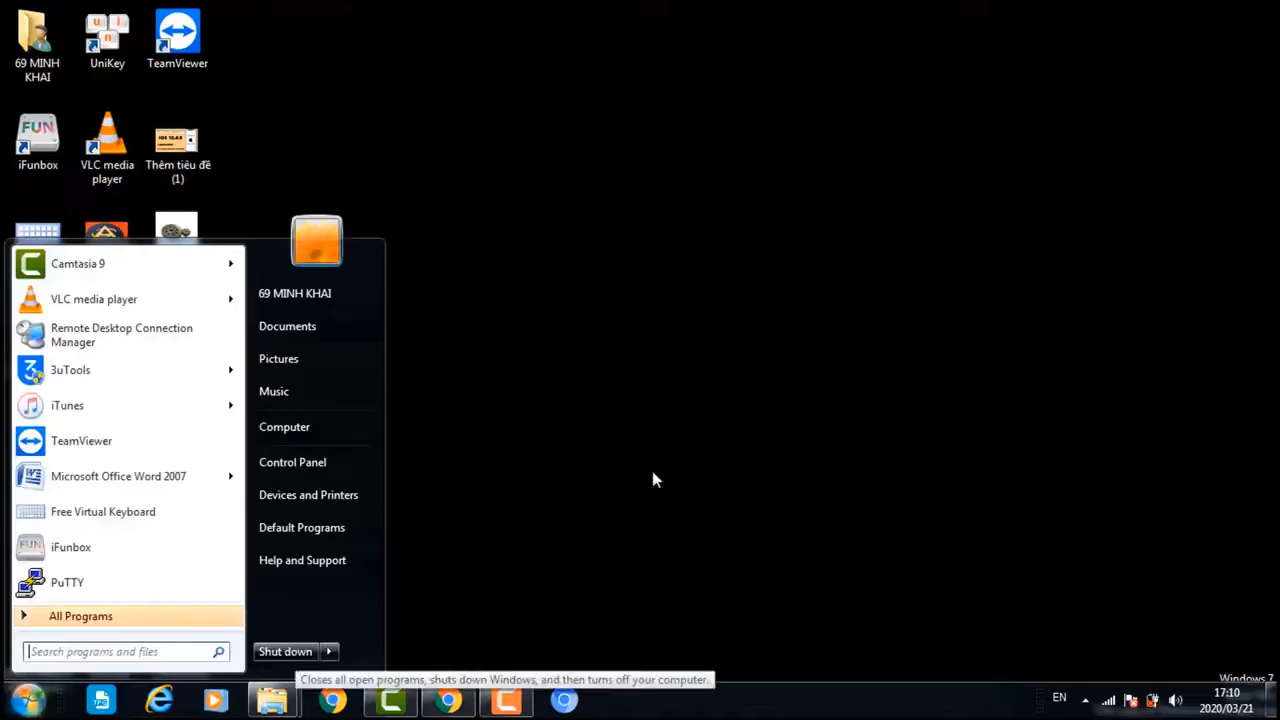 69 MINH
KHAI
UniKey
TeamViewer
FUN
iFunbox
VLC media
player
Thêm tiêu đề
(1)
Camtasia 9
VLC media player
Remote Desktop Connection
Manager
3uTools
iTunes
TeamViewer
Microsoft Office Word 2007
Free Virtual Keyboard
iFunbox
PuTTY
All Programs
Search programs and files
69 MINH KHAI
Documents
Pictures
Music
Computer
Control Panel
Devices and Printers
Default Programs
Help and Support
Shut down
Closes all open programs, shuts down Windows, and then turns off your computer.
Windows 7
EN
17:10
2020/03/21